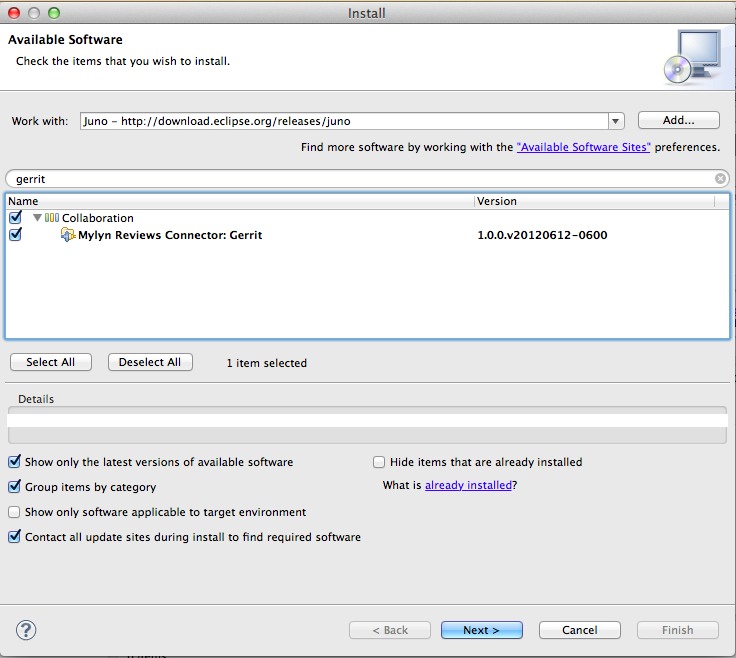 Install
Available Software
Check the items that you wish to install.
Work with: Juno - http://download.eclipse.org/releases/juno Add...
Find more software by working with the "Available Software Sites" preferences.
gerrit
Name Version
Collaboration
Mylyn Reviews Connector: Gerrit 1.0.0.v20120612-0600
Select All Deselect All 1 item selected
Details
Show only the latest versions of available software Hide items that are already installed
Group items by category What is already installed?
Show only software applicable to target environment
Contact all update sites during install to find required software
? < Back Next > Cancel Finish